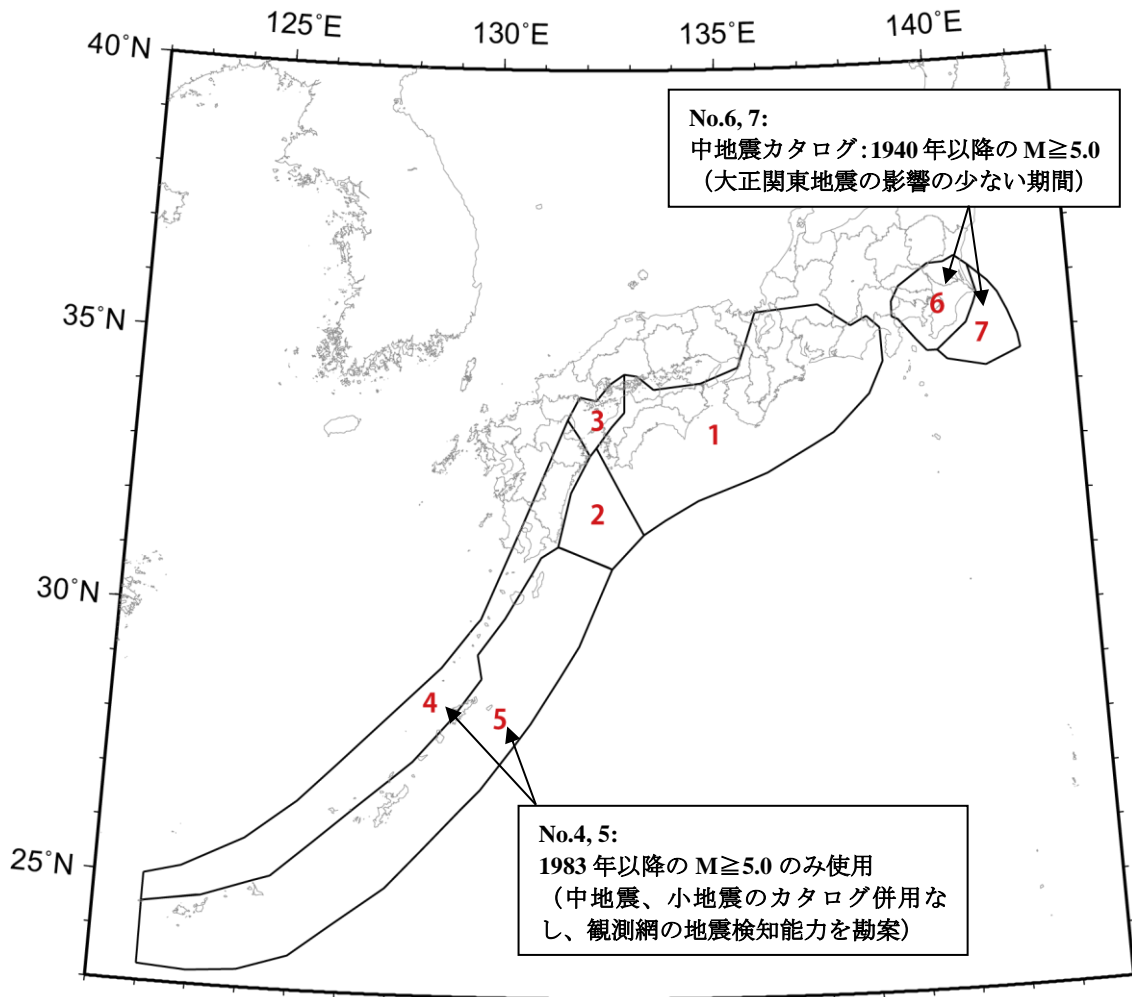 125°E
130°E
135°E
140°E
40°N
No.6, 7:
中地震カタログ:1940 年以降の M≧5.0
（大正関東地震の影響の少ない期間）
35°N
6
7
3
1
2
30°N
4
5
No.4, 5:
1983 年以降の M≧5.0 のみ使用
（中地震、小地震のカタログ併用な
し、観測網の地震検知能力を勘案）
25°N